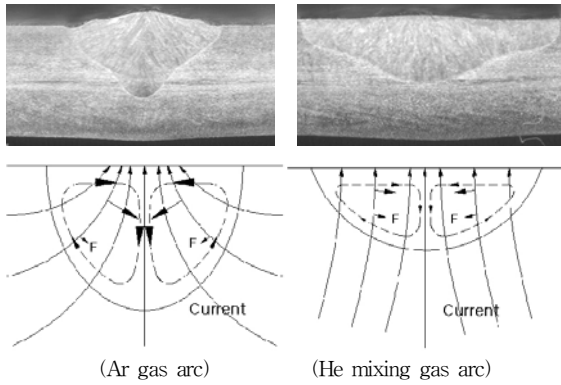 F
F
Current
F
F
Current
(Ar gas arc)
(He mixing gas arc)